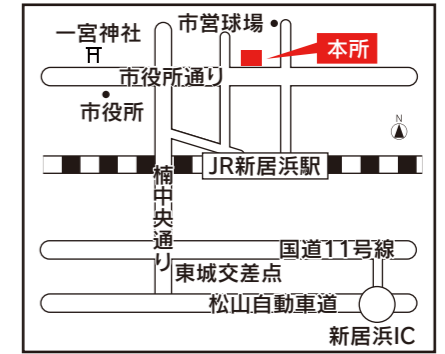 市営球場
一宮神社
本所
市役所通り
市役所
N
JR新居浜駅
楠中央通り
国道11号線
東城交差点
松山自動車道
新居浜IC